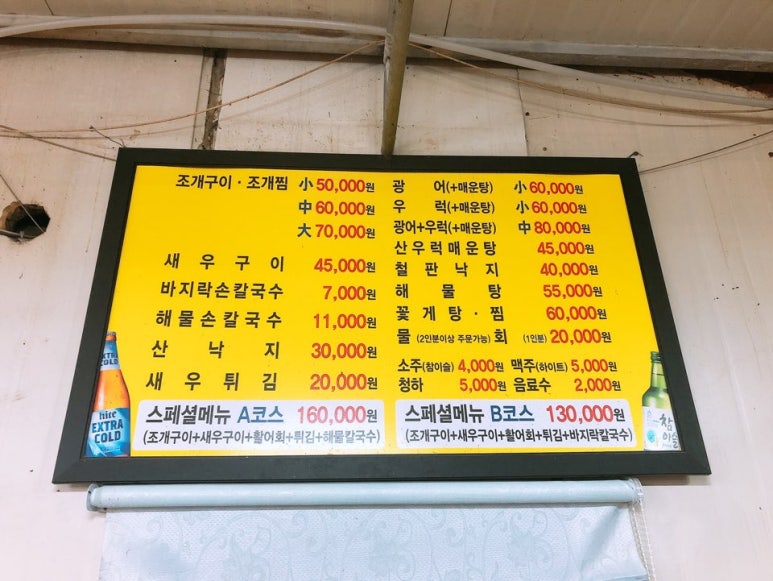 조개구이 · 조개찜 小 50,000원
中 60,000원
大 70,000원
새우구이 45,000원
바지락손칼국수 7,000원
해물손칼국수 11,000원
산낙지 30,000원
새우튀김 20,000원
광어(+매운탕) 小 60,000원
우럭(+매운탕) 小 60,000원
광어+우럭(+매운탕) 中 80,000원
산우럭매운탕 45,000원
철판낙지 40,000원
해물탕 55,000원
꽃게탕 · 찜 60,000원
물 (2인분이상 주문가능) 회 (1인분) 20,000원
소주(참이슬) 4,000원 맥주(하이트) 5,000원
청하 5,000원 음료수 2,000원
스페셜메뉴 A코스 160,000원
(조개구이+새우구이+활어회+튀김+해물칼국수)
스페셜메뉴 B코스 130,000원
(조개구이+새우구이+활어회+튀김+바지락칼국수)
EXTRA
COLD
hite
EXTRA
COLD
참
이슬